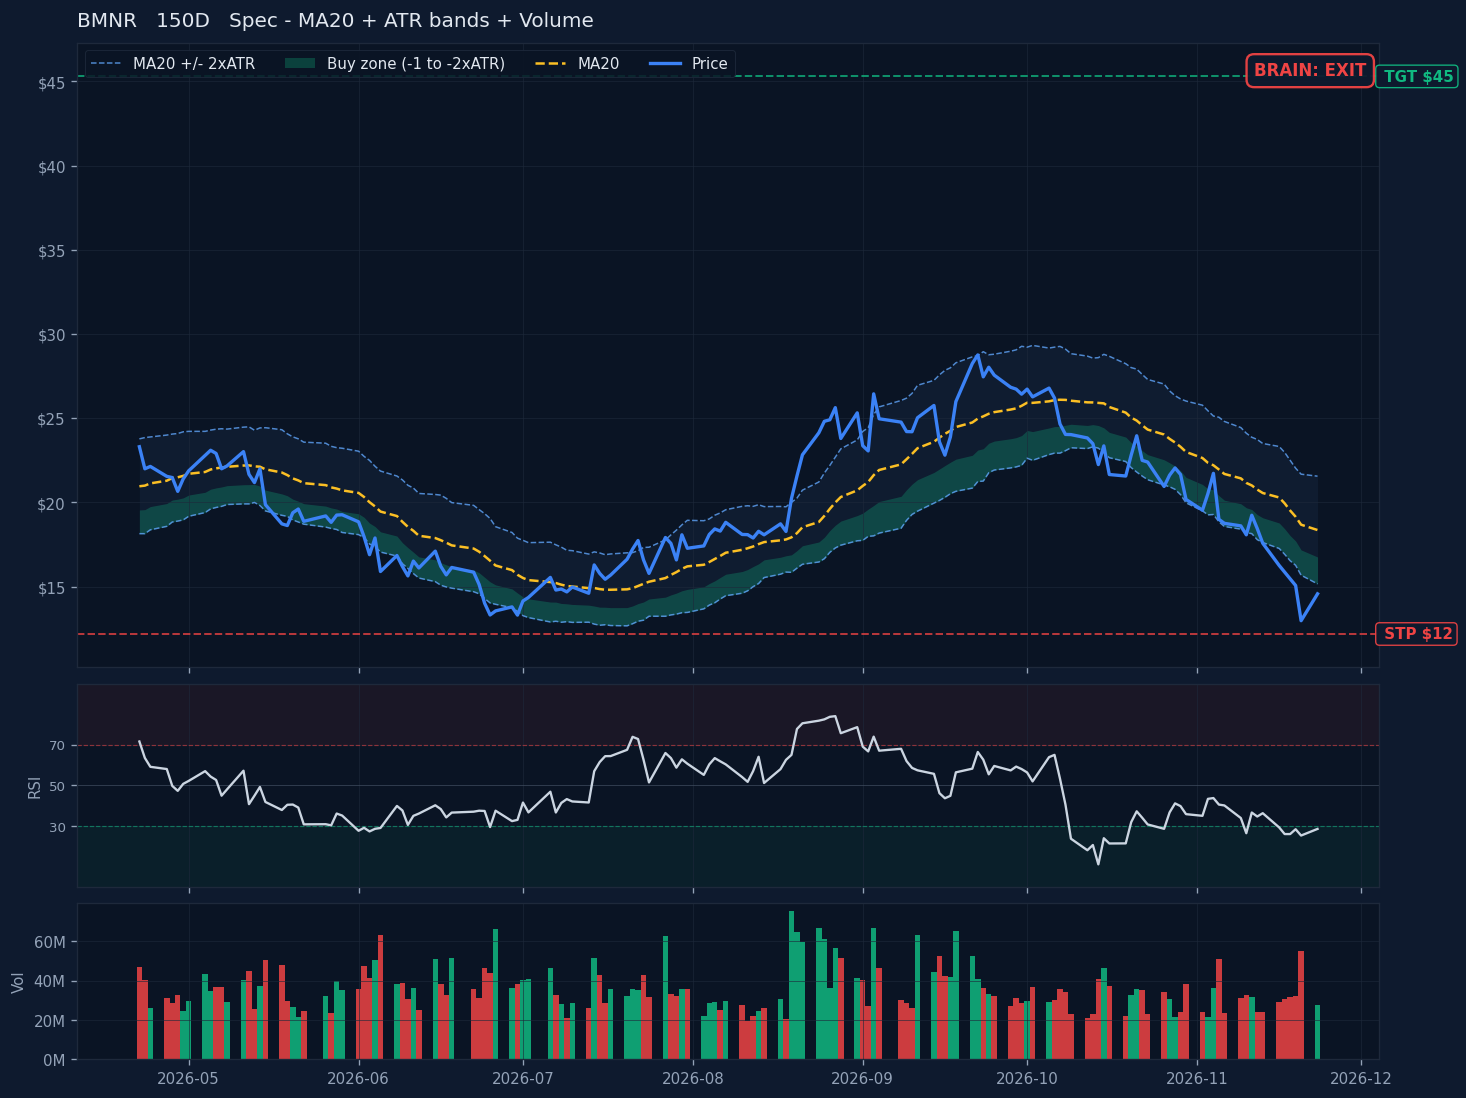 BMNR   150D   Spec - MA20 + ATR bands + Volume
MA20 +/- 2xATR
Buy zone (-1 to -2xATR)
MA20
Price
BRAIN: EXIT
TGT $45
$45
$40
$35
$30
$25
$20
$15
STP $12
RSI
70
50
30
Vol
60M
40M
20M
0M
2026-05
2026-06
2026-07
2026-08
2026-09
2026-10
2026-11
2026-12